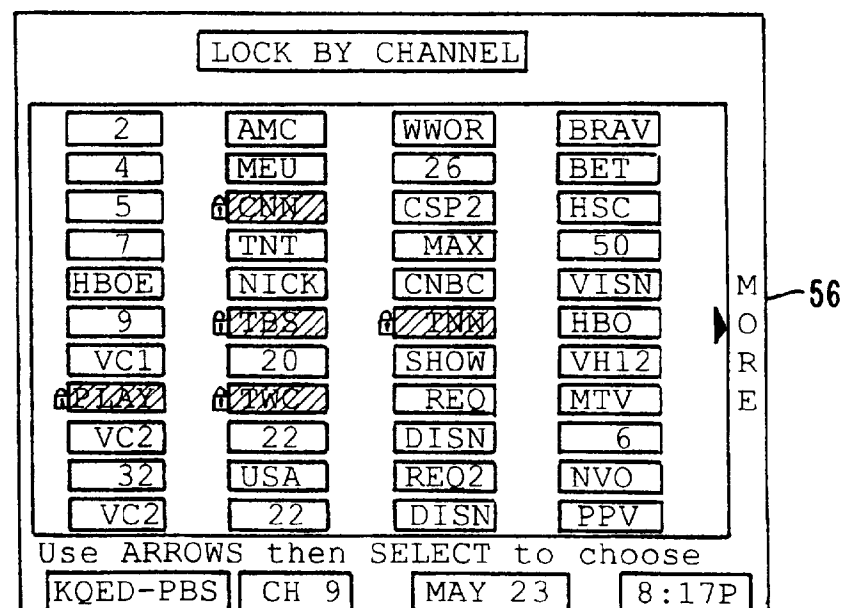 LOCK BY CHANNEL
2 AMC WWOR BRAV
4 MEU 26 BET
5 CNN CSP2 HSC
7 TNT MAX 50
HBOE NICK CNBC VISN
9 TBS TNN HBO
VC1 20 SHOW VH12
PLAY TWC REQ MTV
VC2 22 DISN 6
32 USA REQ2 NVO
VC2 22 DISN PPV
MORE
56
Use ARROWS then SELECT to choose
KQED-PBS CH 9 MAY 23 8:17P